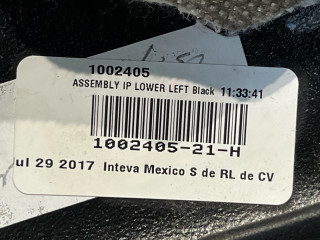 1002405
ASSEMBLY IP LOWER LEFT Black 11:33:41
1002405-21-H
ul 29 2017 Inteva Mexico S de RL de CV